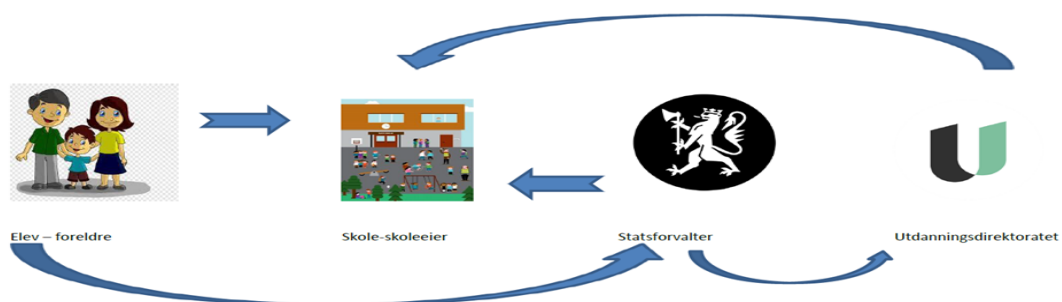 Elev – foreldre
Skole-skoleeier
Statsforvalter
Utdanningsdirektoratet